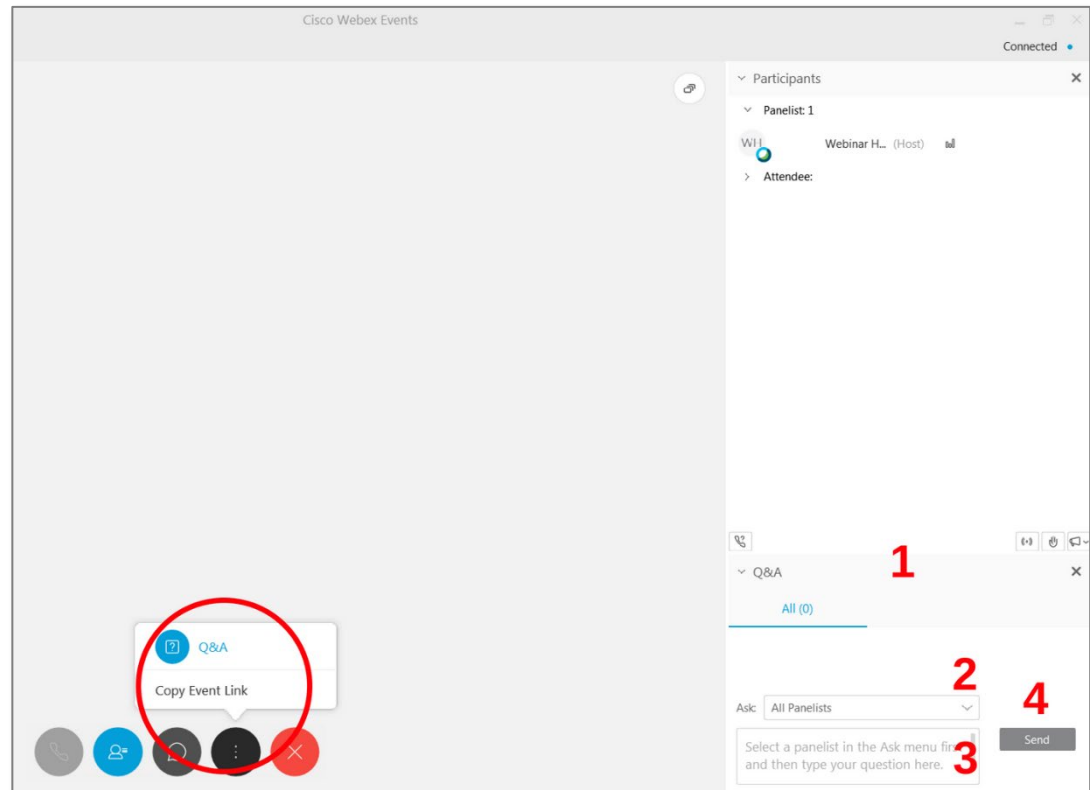 Cisco Webex Events
Connected
Participants
Panelist: 1
WH
Webinar H... (Host)
Attendee:
1
Q&A
All (0)
2
Ask: All Panelists
4
Send
Select a panelist in the Ask menu
and then type your question here.
3
Q&A
Copy Event Link